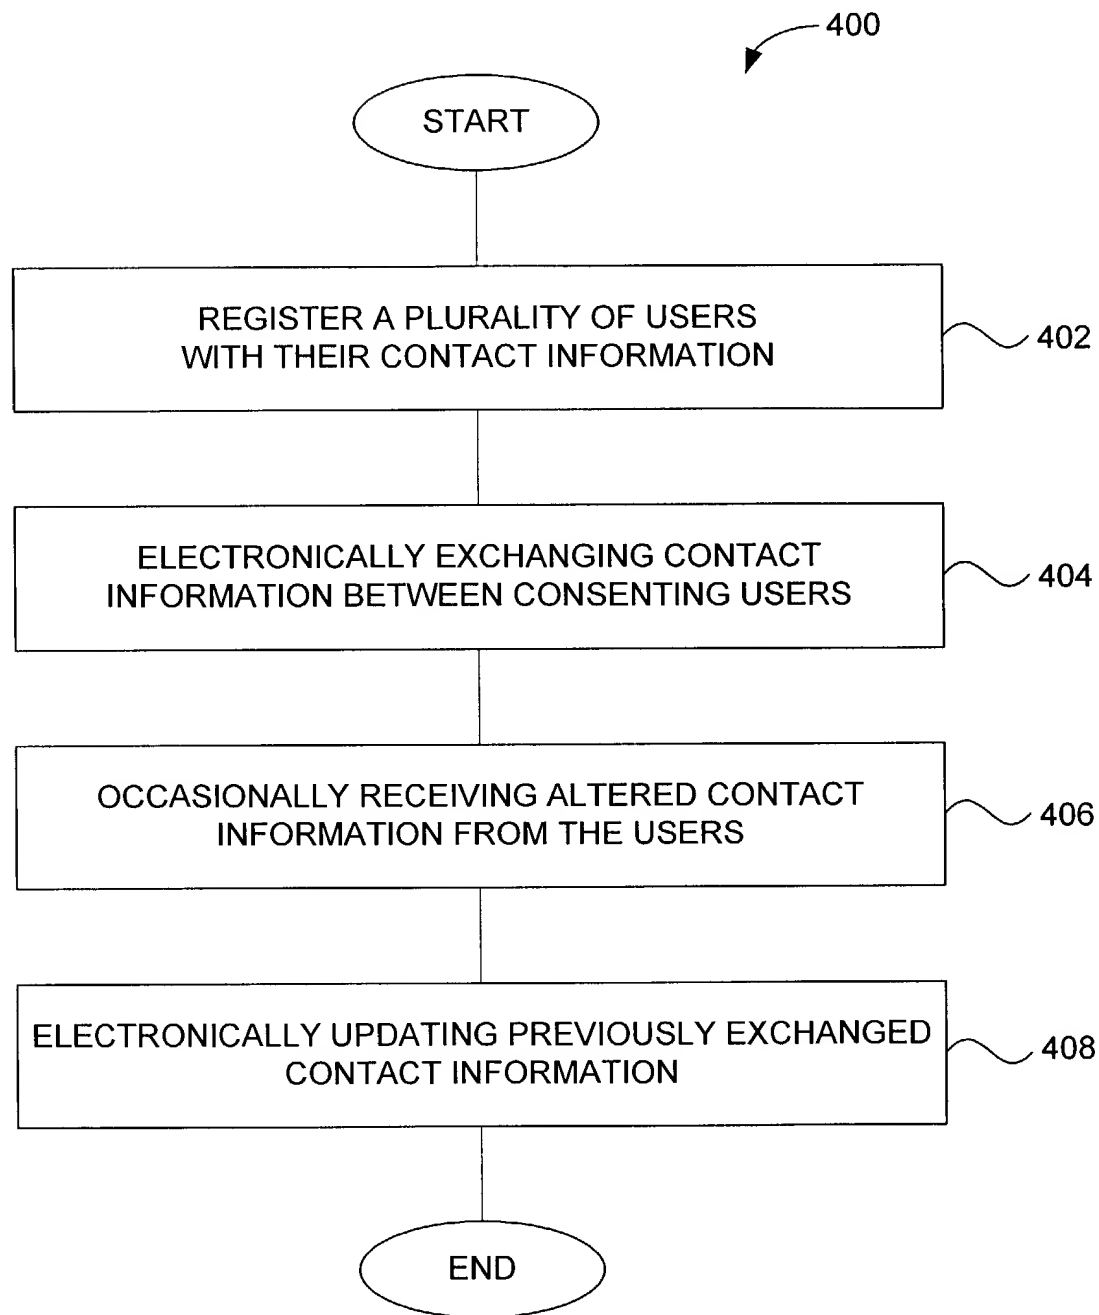 400
START
REGISTER A PLURALITY OF USERS
WITH THEIR CONTACT INFORMATION
402
ELECTRONICALLY EXCHANGING CONTACT
INFORMATION BETWEEN CONSENTING USERS
404
OCCASIONALLY RECEIVING ALTERED CONTACT
INFORMATION FROM THE USERS
406
ELECTRONICALLY UPDATING PREVIOUSLY EXCHANGED
CONTACT INFORMATION
408
END